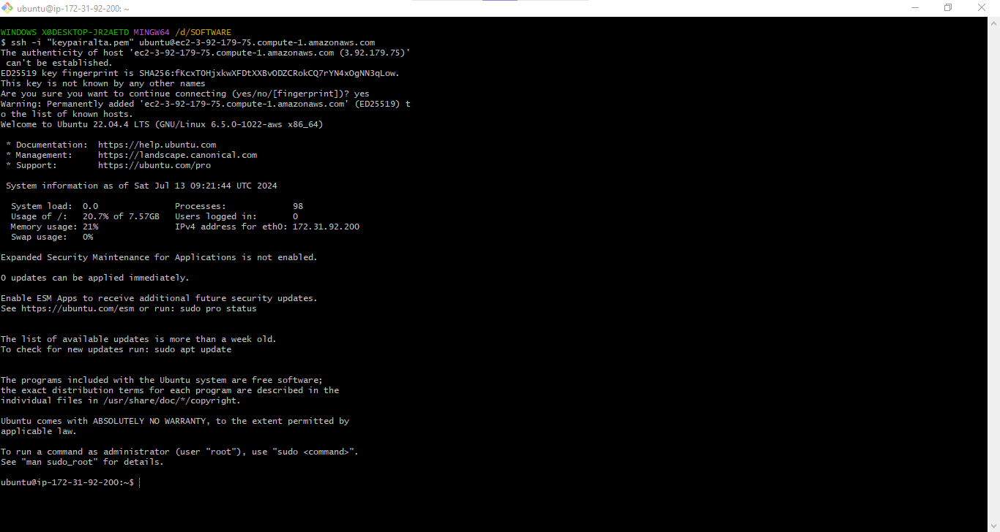 ubuntu@ip-172-31-92-200: ~
WINDOWS X@DESKTOP-JR2AETD MINGW64 /d/SOFTWARE
$ ssh -i "keypairalta.pem" ubuntu@ec2-3-92-179-75.compute-1.amazonaws.com
The authenticity of host 'ec2-3-92-179-75.compute-1.amazonaws.com (3.92.179.75)'
 can't be established.
ED25519 key fingerprint is SHA256:fKcxT0HjxkwXFDtXXBvODZCRokCQ7rYN4xOgNN3qLow.
This key is not known by any other names
Are you sure you want to continue connecting (yes/no/[fingerprint])? yes
Warning: Permanently added 'ec2-3-92-179-75.compute-1.amazonaws.com' (ED25519) t
o the list of known hosts.
Welcome to Ubuntu 22.04.4 LTS (GNU/Linux 6.5.0-1022-aws x86_64)

 * Documentation:  https://help.ubuntu.com
 * Management:     https://landscape.canonical.com
 * Support:        https://ubuntu.com/pro

 System information as of Sat Jul 13 09:21:44 UTC 2024

  System load:  0.0               Processes:             98
  Usage of /:   20.7% of 7.57GB   Users logged in:       0
  Memory usage: 21%               IPv4 address for eth0: 172.31.92.200
  Swap usage:   0%

Expanded Security Maintenance for Applications is not enabled.

0 updates can be applied immediately.

Enable ESM Apps to receive additional future security updates.
See https://ubuntu.com/esm or run: sudo pro status

The list of available updates is more than a week old.
To check for new updates run: sudo apt update

The programs included with the Ubuntu system are free software;
the exact distribution terms for each program are described in the
individual files in /usr/share/doc/*/copyright.

Ubuntu comes with ABSOLUTELY NO WARRANTY, to the extent permitted by
applicable law.

To run a command as administrator (user "root"), use "sudo <command>".
See "man sudo_root" for details.

ubuntu@ip-172-31-92-200:~$